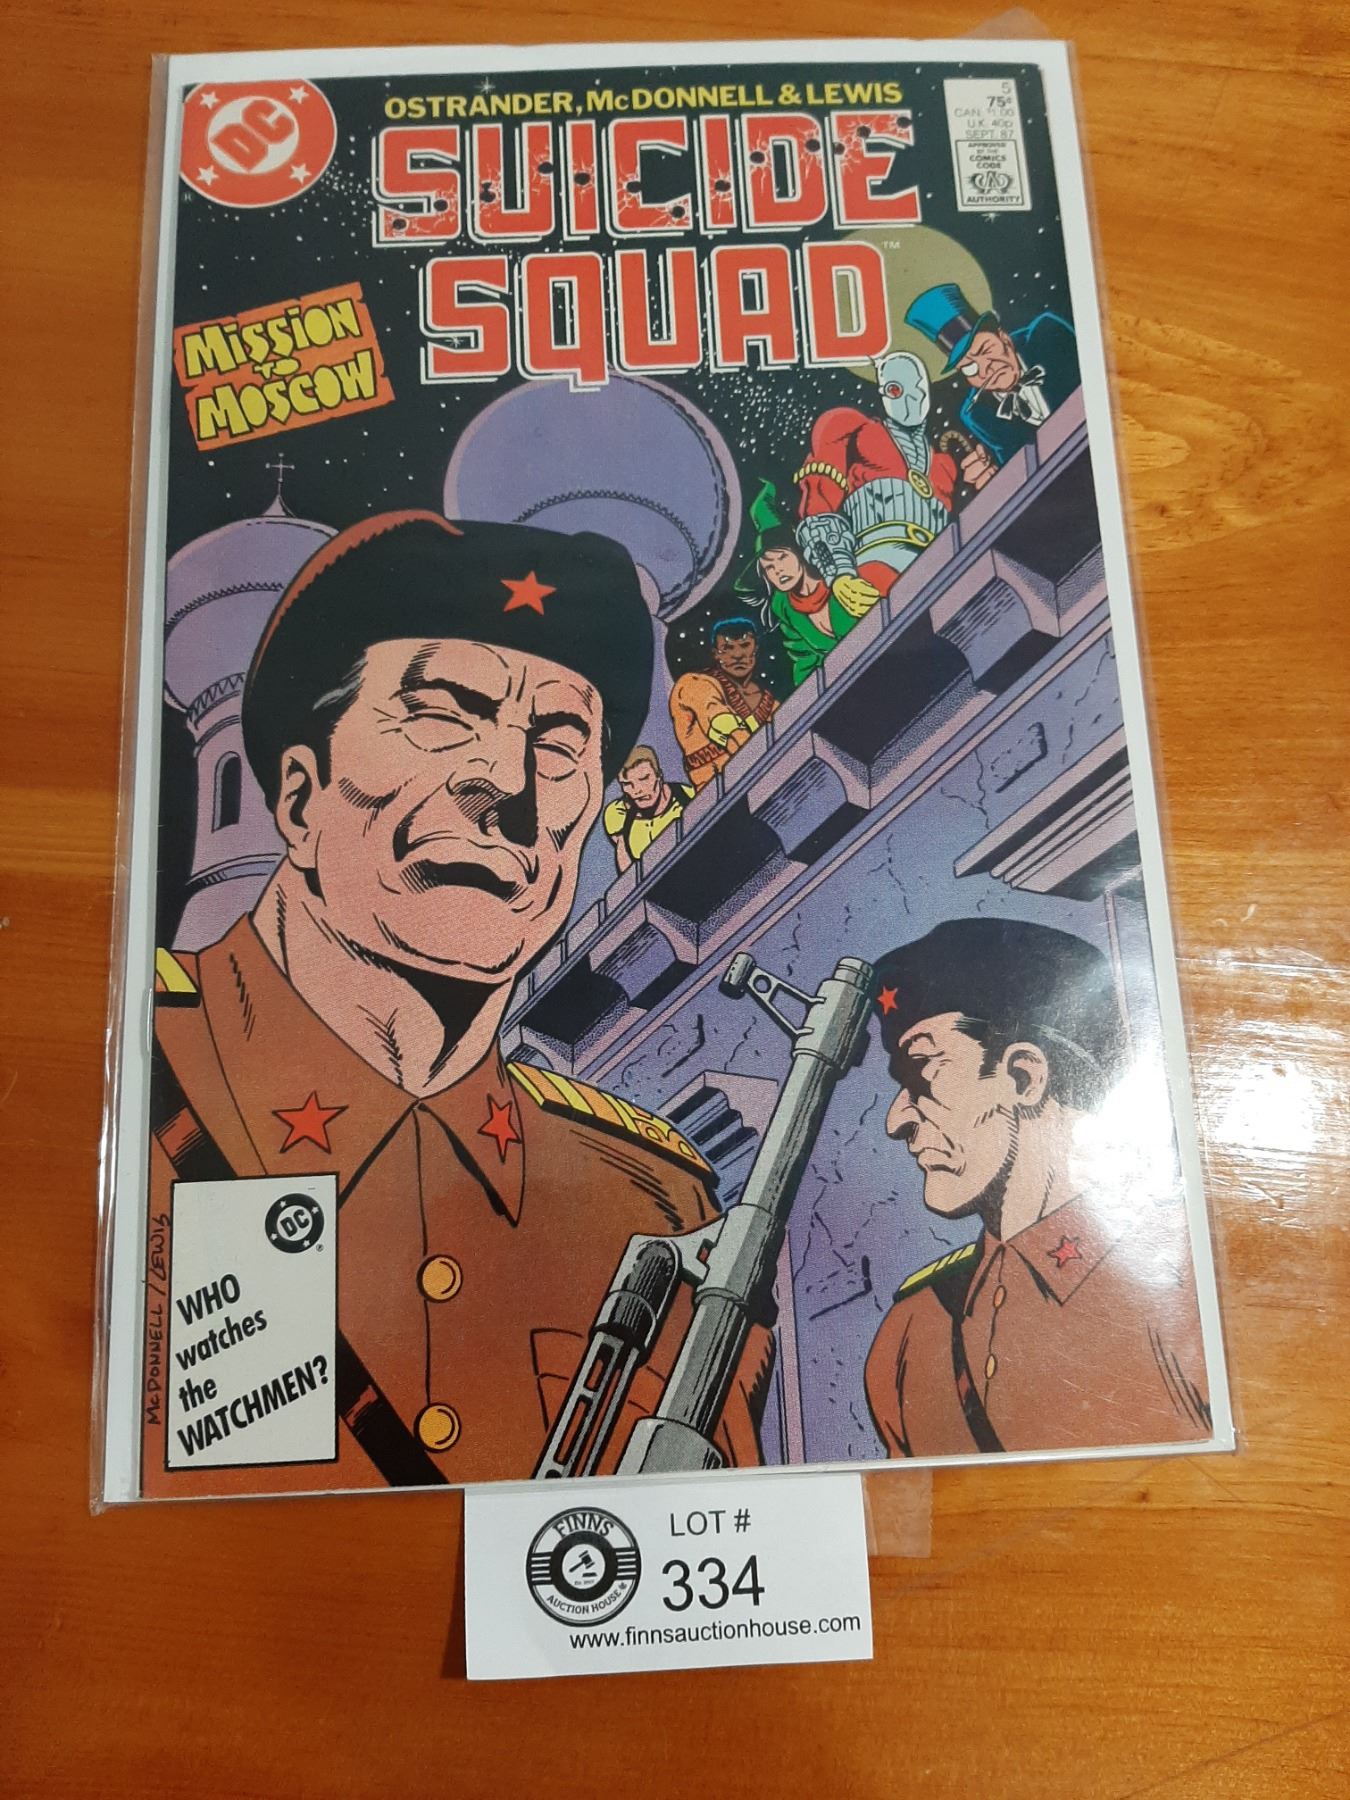 DC
OSTRANDER, McDONNELL & LEWIS
SUICIDE
SQUAD
™
5
75¢
CAN. $1.00
U.K. 40p
SEPT. 87
APPROVED
BY THE
COMICS
CODE
AUTHORITY
®
MISSION
TO
MOSCOW
DC
®
WHO
watches
the
WATCHMEN?
McDONNELL/LEWIS
FINNS
AUCTION HOUSE
LOT #
334
www.finnsauctionhouse.com